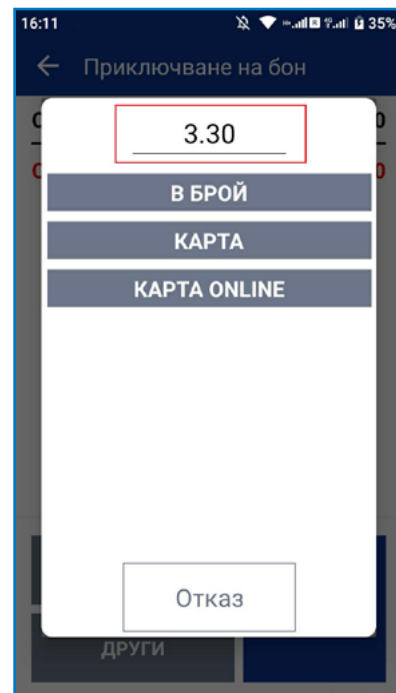 16:11
35%
Приключване на бон
3.30
В БРОЙ
КАРТА
КАРТА ONLINE
Отказ
ДРУГИ